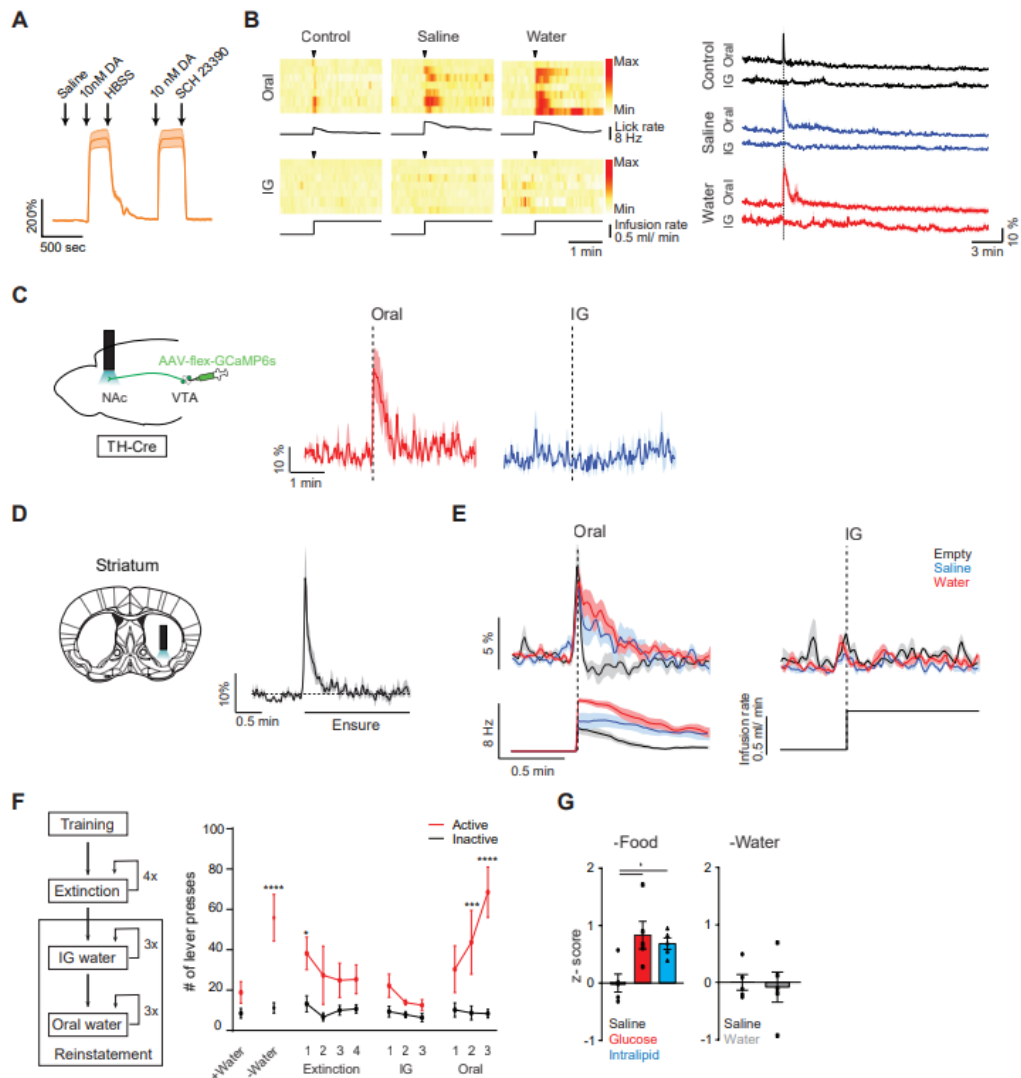 A
Saline
10nM DA
HBSS
10 nM DA
SCH 23390
200%
500 sec
B
Control
Saline
Water
Oral
Max
Min
Lick rate
8 Hz
IG
Max
Min
Infusion rate
0.5 ml/ min
1 min
Control
Oral
IG
Saline
Oral
IG
Water
Oral
IG
10 %
3 min
C
AAV-flex-GCaMP6s
NAc
VTA
TH-Cre
Oral
IG
10 %
1 min
D
Striatum
10%
0.5 min
Ensure
E
Oral
IG
Empty
Saline
Water
5 %
8 Hz
0.5 min
Infusion rate
0.5 ml/ min
F
Training
Extinction
4x
IG water
3x
Oral water
3x
Reinstatement
# of lever presses
100
80
60
40
20
0
Active
Inactive
****
*
***
****
+Water
-Water
1 2 3 4
Extinction
1 2 3
IG
1 2 3
Oral
G
-Food
-Water
z- score
2
1
0
-1
*
Saline
Glucose
Intralipid
2
1
0
-1
Saline
Water